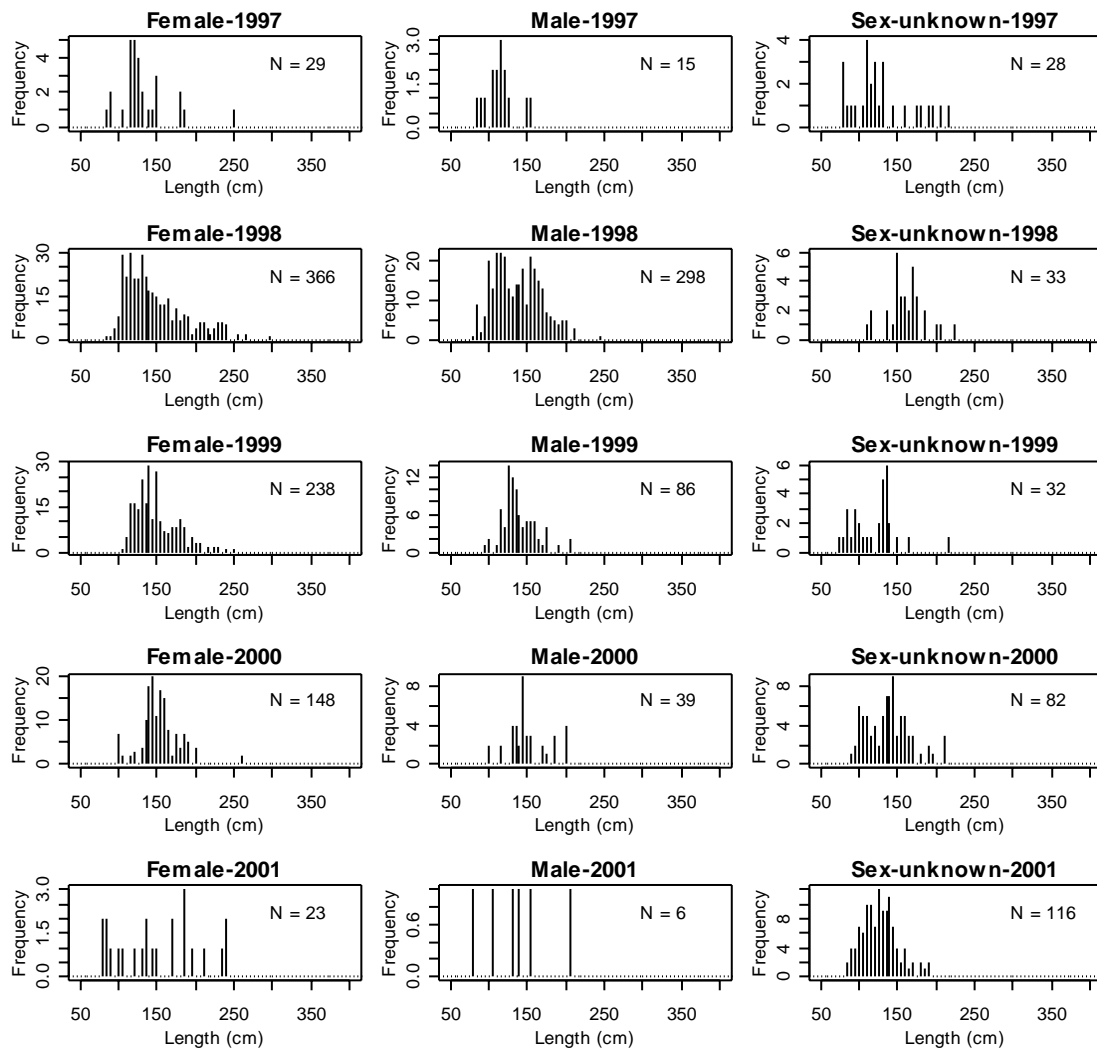 Female-1997 Male-1997 Sex-unknown-1997
Frequency 0 2 4 N = 29 50 150 250 350 Length (cm)
Frequency 0.0 1.5 3.0 N = 15 50 150 250 350 Length (cm)
Frequency 0 2 4 N = 28 50 150 250 350 Length (cm)
Female-1998 Male-1998 Sex-unknown-1998
Frequency 0 15 30 N = 366 50 150 250 350 Length (cm)
Frequency 0 10 20 N = 298 50 150 250 350 Length (cm)
Frequency 0 2 4 6 N = 33 50 150 250 350 Length (cm)
Female-1999 Male-1999 Sex-unknown-1999
Frequency 0 15 30 N = 238 50 150 250 350 Length (cm)
Frequency 0 4 8 12 N = 86 50 150 250 350 Length (cm)
Frequency 0 2 4 6 N = 32 50 150 250 350 Length (cm)
Female-2000 Male-2000 Sex-unknown-2000
Frequency 0 10 20 N = 148 50 150 250 350 Length (cm)
Frequency 0 4 8 N = 39 50 150 250 350 Length (cm)
Frequency 0 4 8 N = 82 50 150 250 350 Length (cm)
Female-2001 Male-2001 Sex-unknown-2001
Frequency 0.0 1.5 3.0 N = 23 50 150 250 350 Length (cm)
Frequency 0.0 0.6 N = 6 50 150 250 350 Length (cm)
Frequency 0 4 8 N = 116 50 150 250 350 Length (cm)